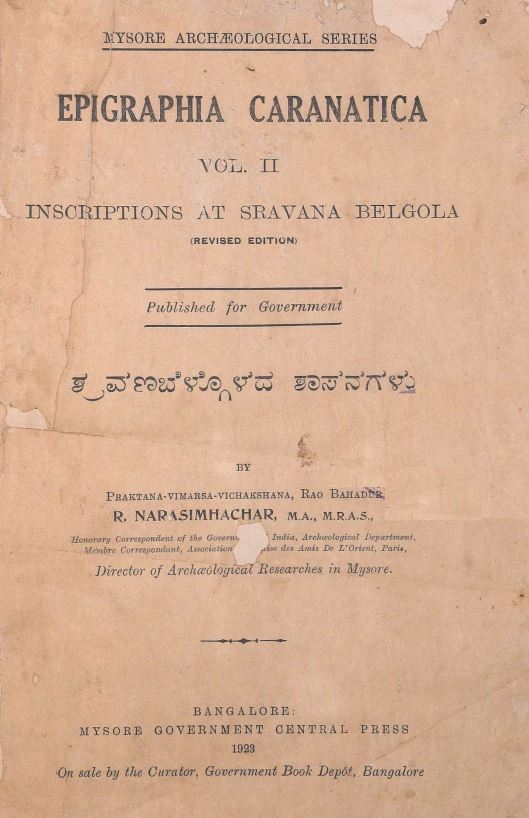 MYSORE ARCHÆOLOGICAL SERIES
EPIGRAPHIA CARANATICA
VOL. II
INSCRIPTIONS AT SRAVANA BELGOLA
(REVISED EDITION)
Published for Government
ಶ್ರವಣಬೆಳ್ಗೊಳದ ಶಾಸನಗಳು
BY
PRAKTANA-VIMARSA-VICHAKSHANA, RAO BAHADUR,
R. NARASIMHACHAR, M.A., M.R.A.S.,
Honorary Correspondent of the India, Archæological Department,
Membre Correspondant, Association des Amis De L'Orient, Paris,
Director of Archæological Researches in Mysore.
BANGALORE:
MYSORE GOVERNMENT CENTRAL PRESS
1923
On sale by the Curator, Government Book Depôt, Bangalore